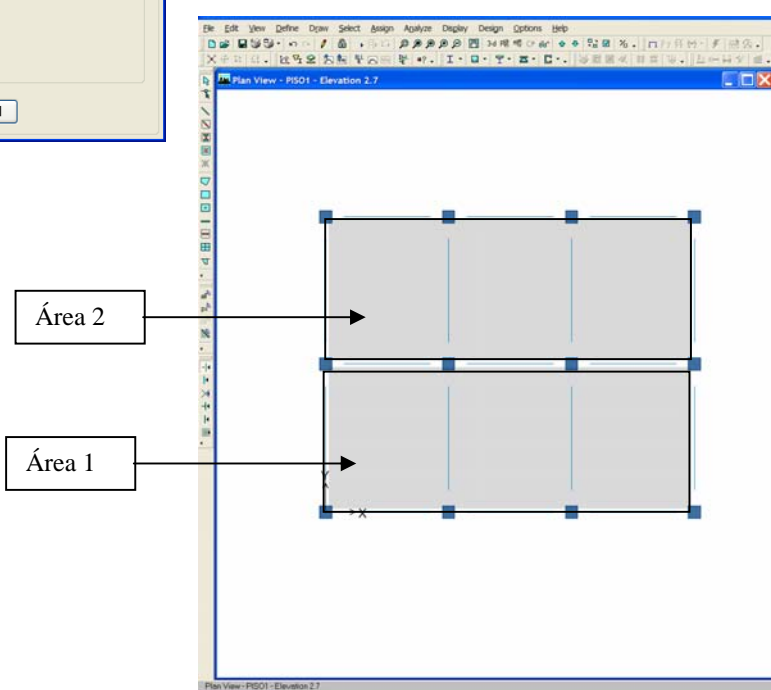 File Edit View Define Draw Select Assign Analyze Display Design Options Help
Plan View - PISO1 - Elevation 2.7
Área 2
Área 1
Y
X
Plan View - PISO1 - Elevation 2.7